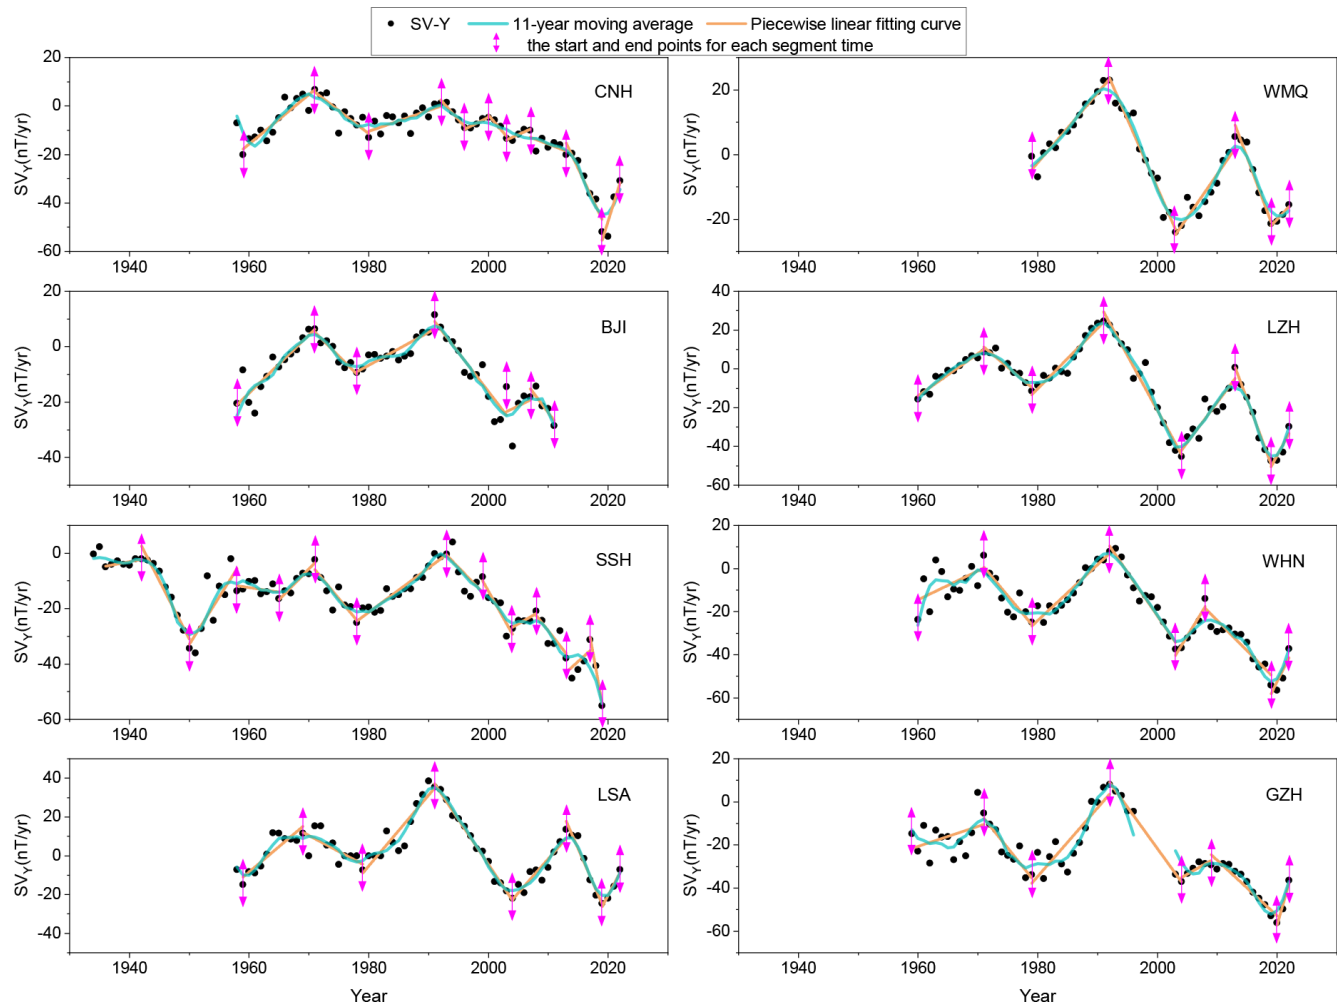 SV-Y 11-year moving average Piecewise linear fitting curve
the start and end points for each segment time
CNH
SV_Y(nT/yr)
20
0
-20
-40
-60
1940 1960 1980 2000 2020
WMQ
SV_Y(nT/yr)
20
0
-20
1940 1960 1980 2000 2020
BJI
SV_Y(nT/yr)
20
0
-20
-40
1940 1960 1980 2000 2020
LZH
SV_Y(nT/yr)
40
20
0
-20
-40
-60
1940 1960 1980 2000 2020
SSH
SV_Y(nT/yr)
0
-20
-40
-60
1940 1960 1980 2000 2020
WHN
SV_Y(nT/yr)
20
0
-20
-40
-60
1940 1960 1980 2000 2020
LSA
SV_Y(nT/yr)
40
20
0
-20
-40
1940 1960 1980 2000 2020
Year
GZH
SV_Y(nT/yr)
20
0
-20
-40
-60
1940 1960 1980 2000 2020
Year